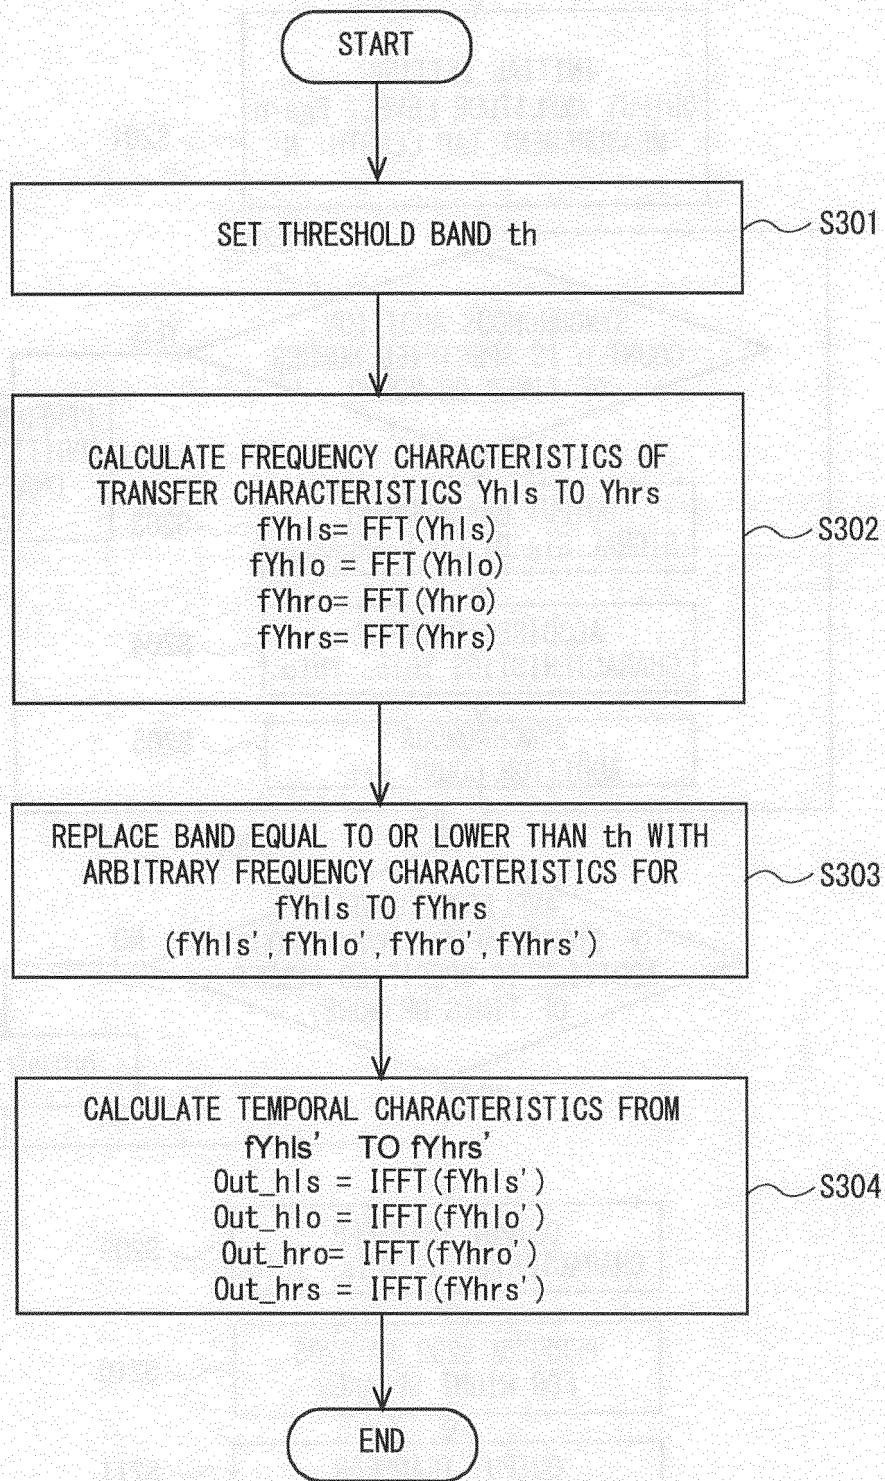 START
SET THRESHOLD BAND th
S301
CALCULATE FREQUENCY CHARACTERISTICS OF
TRANSFER CHARACTERISTICS Yhls TO Yhrs
fYhls= FFT(Yhls)
fYhlo = FFT(Yhlo)
fYhro= FFT(Yhro)
fYhrs= FFT(Yhrs)
S302
REPLACE BAND EQUAL TO OR LOWER THAN th WITH
ARBITRARY FREQUENCY CHARACTERISTICS FOR
fYhls TO fYhrs
(fYhls',fYhlo',fYhro',fYhrs')
S303
CALCULATE TEMPORAL CHARACTERISTICS FROM
fYhls' TO fYhrs'
Out_hls = IFFT(fYhls')
Out_hlo = IFFT(fYhlo')
Out_hro= IFFT(fYhro')
Out_hrs = IFFT(fYhrs')
S304
END